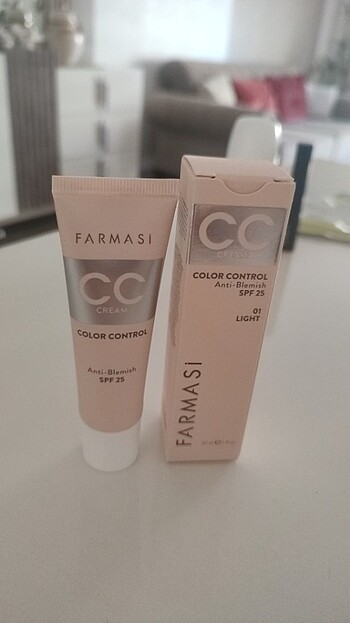 FARMASİ
CC
CREAM
COLOR CONTROL
Anti-Blemish
SPF 25
CC
CREAM
COLOR CONTROL
Anti-Blemish
SPF 25
01
LIGHT
FARMASİ